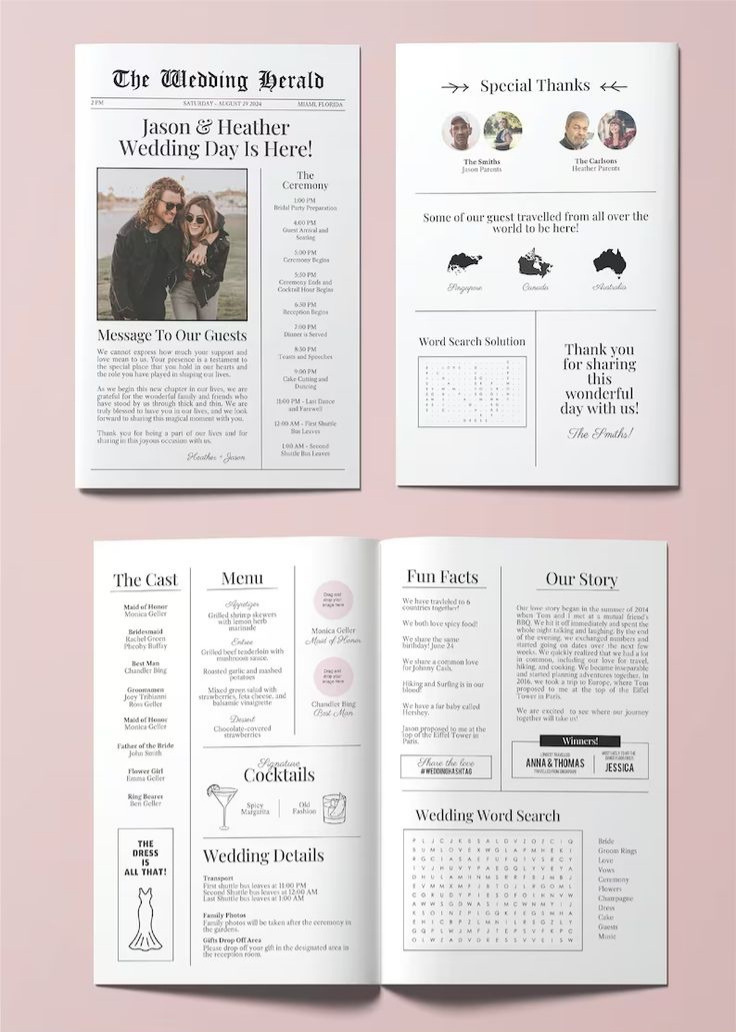 The Wedding Herald
2 PM
SATURDAY - AUGUST 29 2024
MIAMI, FLORIDA
Jason & Heather
Wedding Day Is Here!
The
Ceremony
1:00 PM
Bridal Party Preparation
4:00 PM
Guest Arrival and
Seating
5:00 PM
Ceremony Begins
5:30 PM
Ceremony Ends and
Cocktail Hour Begins
6:30 PM
Reception Begins
7:00 PM
Dinner is Served
8:30 PM
Toasts and Speeches
9:00 PM
Cake Cutting and
Dancing
11:00 PM - Last Dance
and Farewell
12:00 AM - First Shuttle
Bus Leaves
1:00 AM - Second
Shuttle Bus Leaves
Message To Our Guests
We cannot express how much your support and
love mean to us. Your presence is a testament to
the special place that you hold in our hearts and
the role you have played in shaping our lives.
As we begin this new chapter in our lives, we are
grateful for the wonderful family and friends who
have stood by us through thick and thin. We are
truly blessed to have you in our lives, and we look
forward to sharing this magical moment with you.
Thank you for being a part of our lives and for
sharing in this joyous occasion with us.
Heather + Jason
Special Thanks
The Smiths
Jason Parents
The Carlsons
Heather Parents
Some of our guest travelled from all over the
world to be here!
Singapore
Canada
Australia
Word Search Solution
Thank you
for sharing
this
wonderful
day with us!
The Smiths!
The Cast
Maid of Honor
Monica Geller
Bridesmaid
Rachel Green
Pheoby Buffay
Best Man
Chandler Bing
Groomsmen
Joey Tribianni
Ross Geller
Maid of Honor
Monica Geller
Father of the Bride
John Smith
Flower Girl
Emma Geller
Ring Bearer
Ben Geller
THE
DRESS
IS
ALL THAT!
Menu
Appetizer
Grilled shrimp skewers
with lemon herb
marinade
Entree
Grilled beef tenderloin with
mushroom sauce.
Roasted garlic and mashed
potatoes
Mixed green salad with
strawberries, feta cheese, and
balsamic vinaigrette
Dessert
Chocolate-covered
strawberries
Drag and
drop your
image here
Monica Geller
Maid of Honor
Drag and
drop your
image here
Chandler Bing
Best Man
Signature
Cocktails
Spicy
Margarita
Old
Fashion
Wedding Details
Transport
First shuttle bus leaves at 11:00 PM
Second Shuttle bus leaves at 12:00 AM
Last Shuttle bus leaves at 1:00 AM
Family Photos
Family photos will be taken after the ceremony in
the gardens.
Gifts Drop Off Area
Please drop off your gift in the designated area in
the reception room.
Fun Facts
We have traveled to 6
countries together!
We both love spicy food!
We share the same
birthday! June 24
We share a common love
for Johnny Cash.
Hiking and Surfing is in our
blood!
We have a fur baby called
Hershey.
Jason proposed to me at the
top of the Eiffel Tower in
Paris.
Share the love
#WEDDINGHASHTAG
Our Story
Our love story began in the summer of 2014
when Tom and I met at a mutual friend's
BBQ. We hit it off immediately and spent the
whole night talking and laughing. By the end
of the evening, we exchanged numbers and
started going on dates over the next few
weeks. We quickly realized that we had a lot
in common, including our love for travel,
hiking, and cooking. We became inseparable
and started planning adventures together. In
2016, we took a trip to Europe, where Tom
proposed to me at the top of the Eiffel
Tower in Paris.
We are excited to see where our journey
together will take us!
Winners!
ANNA & THOMAS
TRAVELLED FROM SINGAPORE
JESSICA
Wedding Word Search
Bride
Groom Rings
Love
Vows
Ceremony
Flowers
Champagne
Dress
Cake
Guests
Music